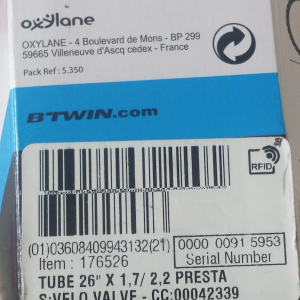 oxylane
OXYLANE - 4 Boulevard de Mons - BP 299
59665 Villeneuve d'Ascq cedex - France
Pack Ref : 5.350
BTWIN.com
RFID
(01)03608409943132(21)
0000 0091 5953
Item : 176526
Serial Number
TUBE 26" X 1,7/ 2,2 PRESTA
S:VELO VALVE - CC:00042339